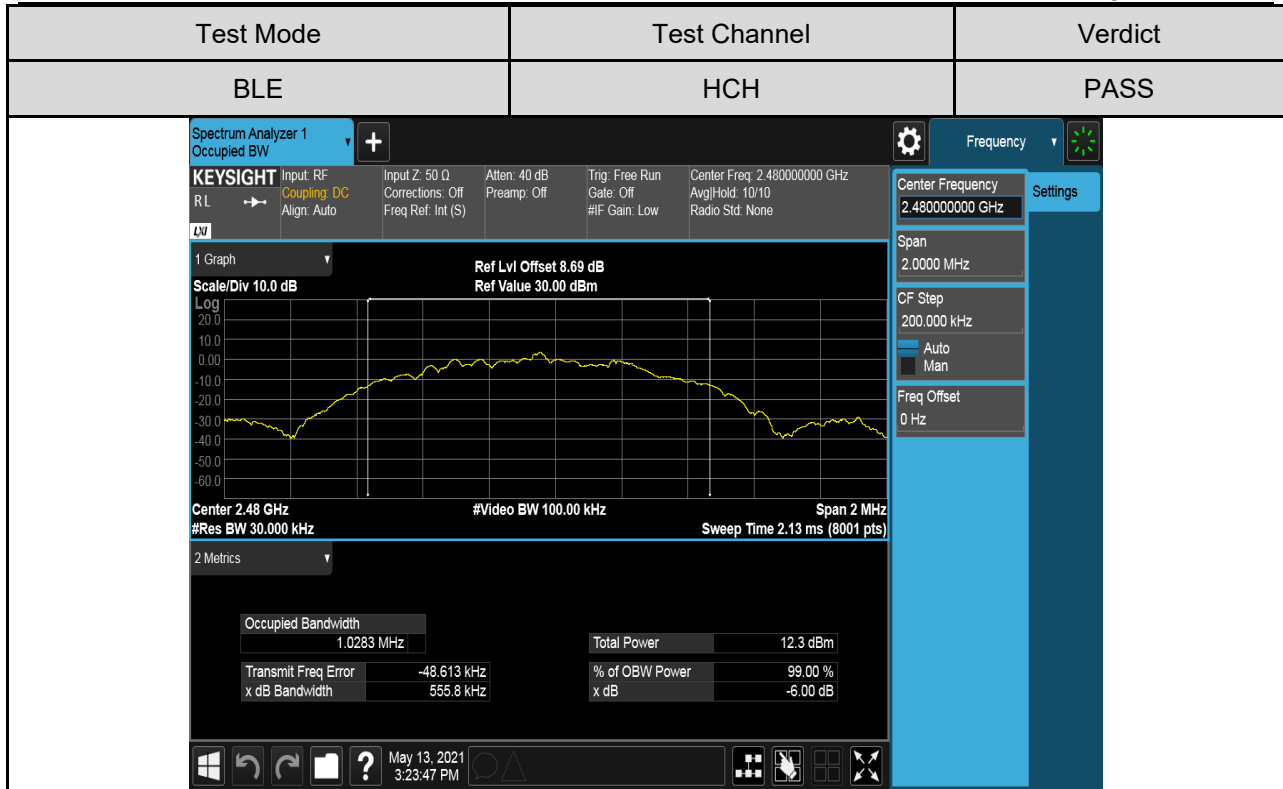 Test Mode Test Channel Verdict
BLE HCH PASS
Spectrum Analyzer 1
Occupied BW
+
Frequency
KEYSIGHT
RL
LXI
Input: RF
Coupling: DC
Align: Auto
Input Z: 50 Ω
Corrections: Off
Freq Ref: Int (S)
Atten: 40 dB
Preamp: Off
Trig: Free Run
Gate: Off
#IF Gain: Low
Center Freq: 2.480000000 GHz
Avg|Hold: 10/10
Radio Std: None
Center Frequency
2.480000000 GHz
Settings
Span
2.0000 MHz
CF Step
200.000 kHz
Auto
Man
Freq Offset
0 Hz
1 Graph
Scale/Div 10.0 dB
Ref Lvl Offset 8.69 dB
Ref Value 30.00 dBm
Log
20.0
10.0
0.00
-10.0
-20.0
-30.0
-40.0
-50.0
-60.0
Center 2.48 GHz #Video BW 100.00 kHz Span 2 MHz
#Res BW 30.000 kHz Sweep Time 2.13 ms (8001 pts)
2 Metrics
Occupied Bandwidth
1.0283 MHz
Total Power 12.3 dBm
Transmit Freq Error -48.613 kHz
% of OBW Power 99.00 %
x dB Bandwidth 555.8 kHz
x dB -6.00 dB
?
May 13, 2021
3:23:47 PM